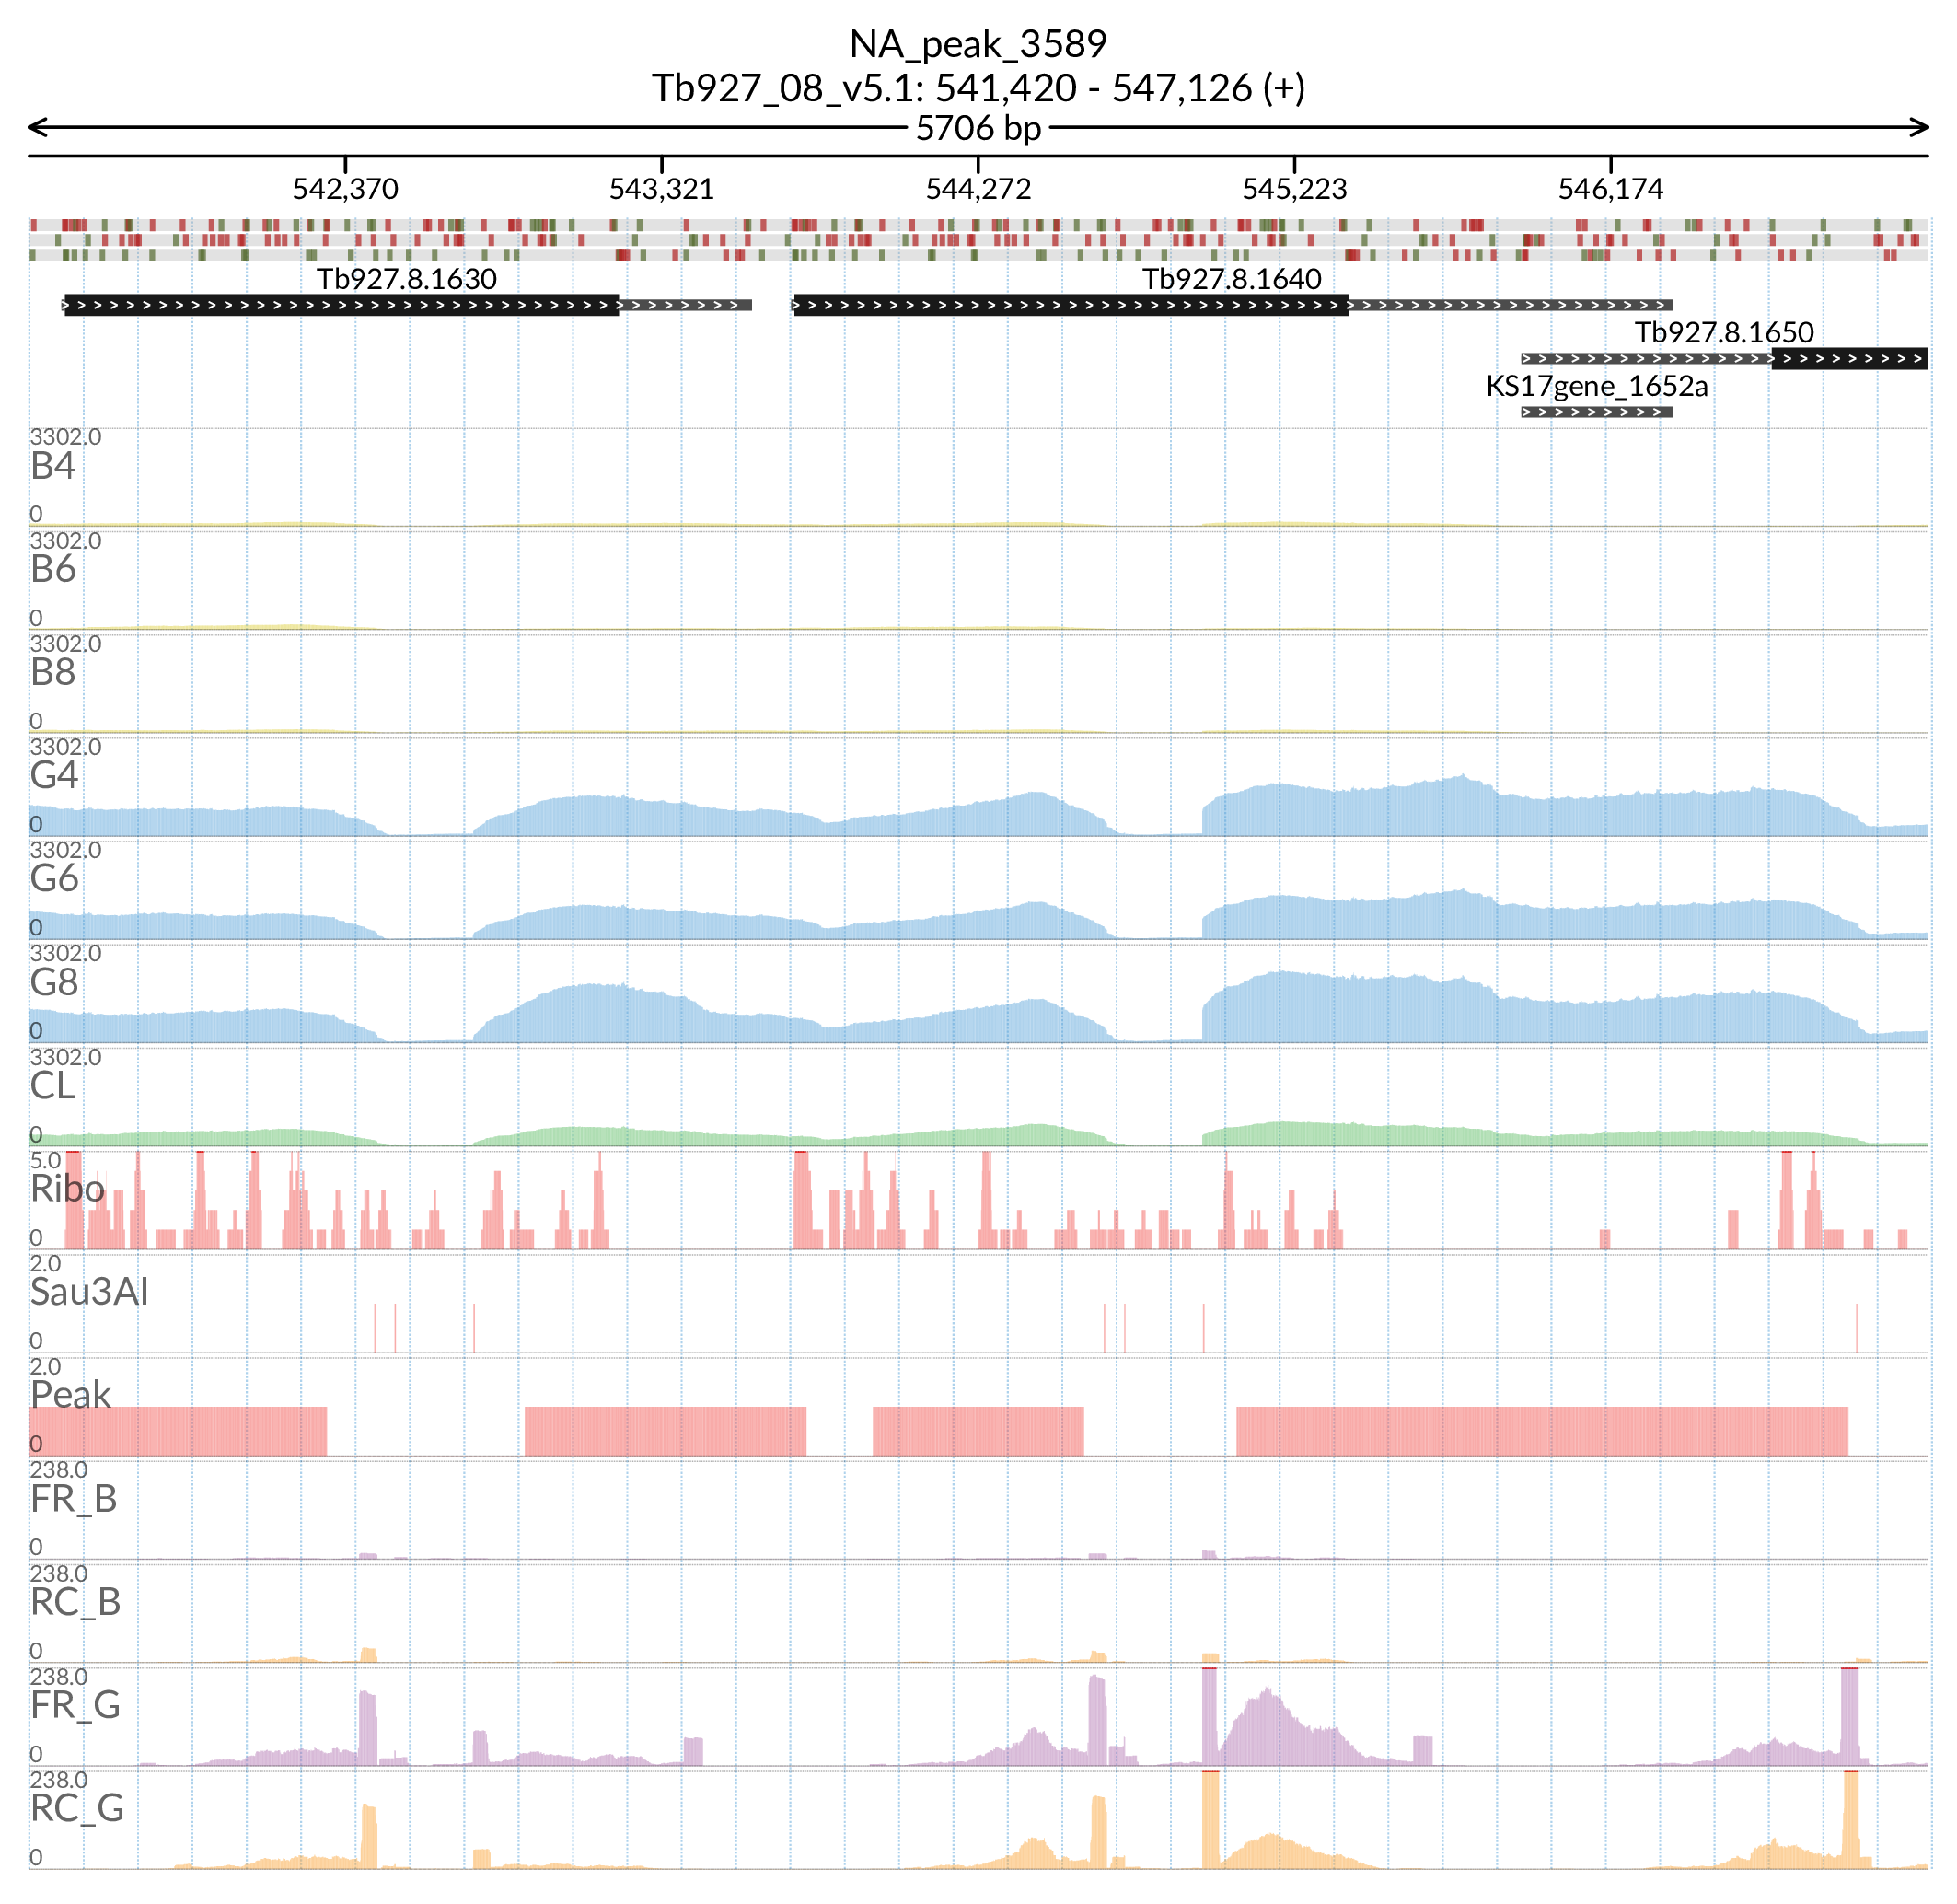 NA_peak_3589
Tb927_08_v5.1: 541,420 - 547,126 (+)
5706 bp
542,370 543,321 544,272 545,223 546,174
Tb927.8.1630 Tb927.8.1640
Tb927.8.1650
KS17gene_1652a
3302.0
B4
0
3302.0
B6
0
3302.0
B8
0
3302.0
G4
0
3302.0
G6
0
3302.0
G8
0
3302.0
CL
0
5.0
Ribo
0
2.0
Sau3AI
0
2.0
Peak
0
238.0
FR_B
0
238.0
RC_B
0
238.0
FR_G
0
238.0
RC_G
0